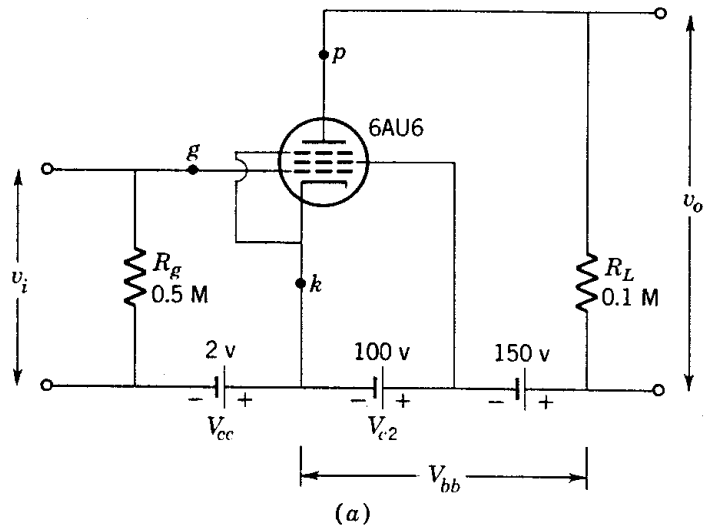 p
6AU6
g
v_o
v_i
R_g
0.5 M
k
R_L
0.1 M
2 v
100 v
150 v
- +
- +
- +
V_cc
V_c2
V_bb
(a)